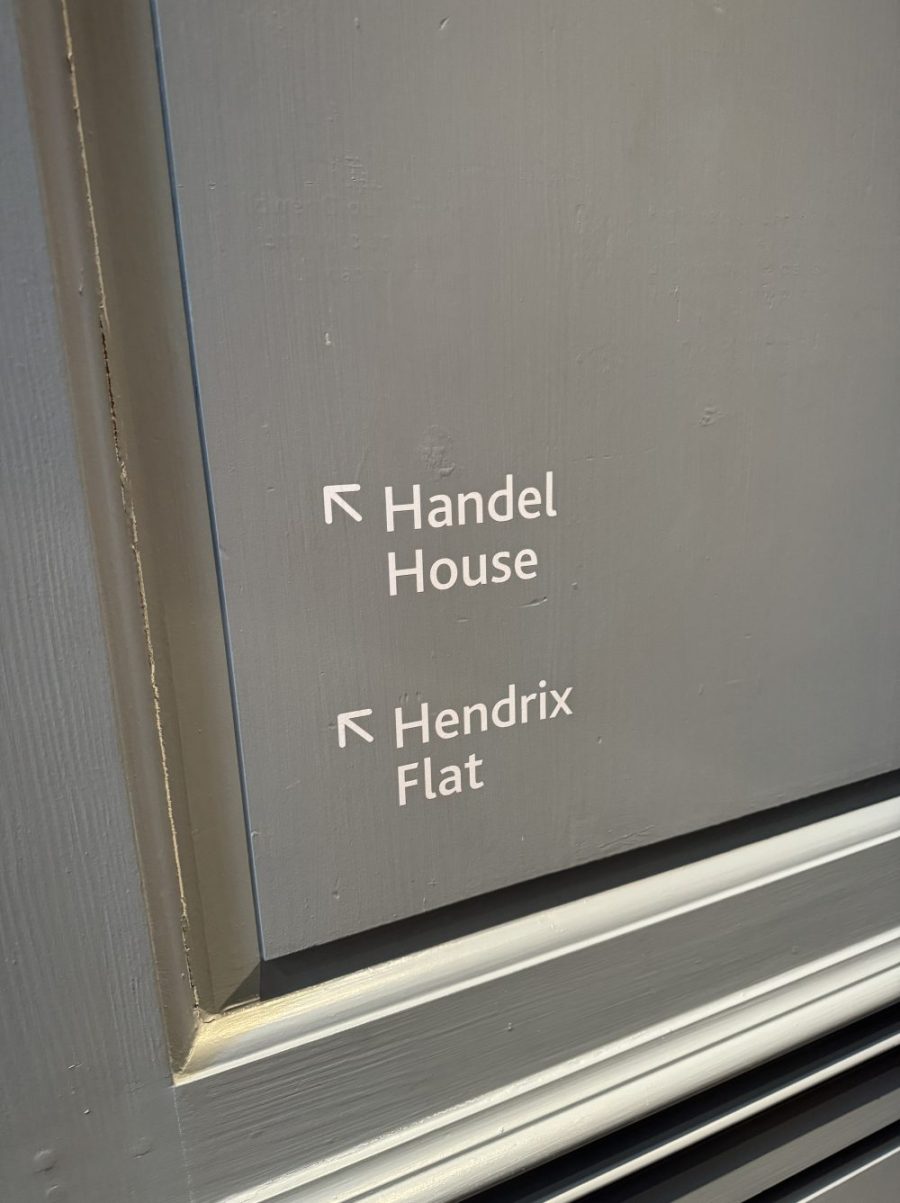 ↖ Handel
House
↖ Hendrix
Flat